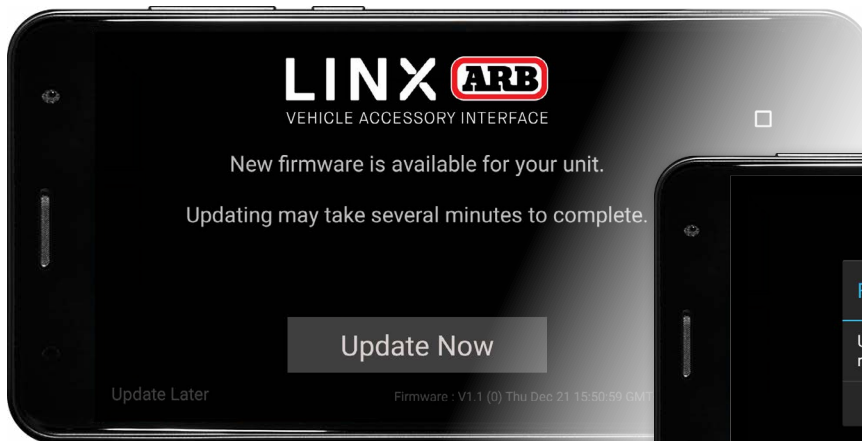 LINX ARB
VEHICLE ACCESSORY INTERFACE
New firmware is available for your unit.
Updating may take several minutes to complete.
Update Now
Update Later
Firmware : V1.1 (0) Thu Dec 21 15:50:59 GMT